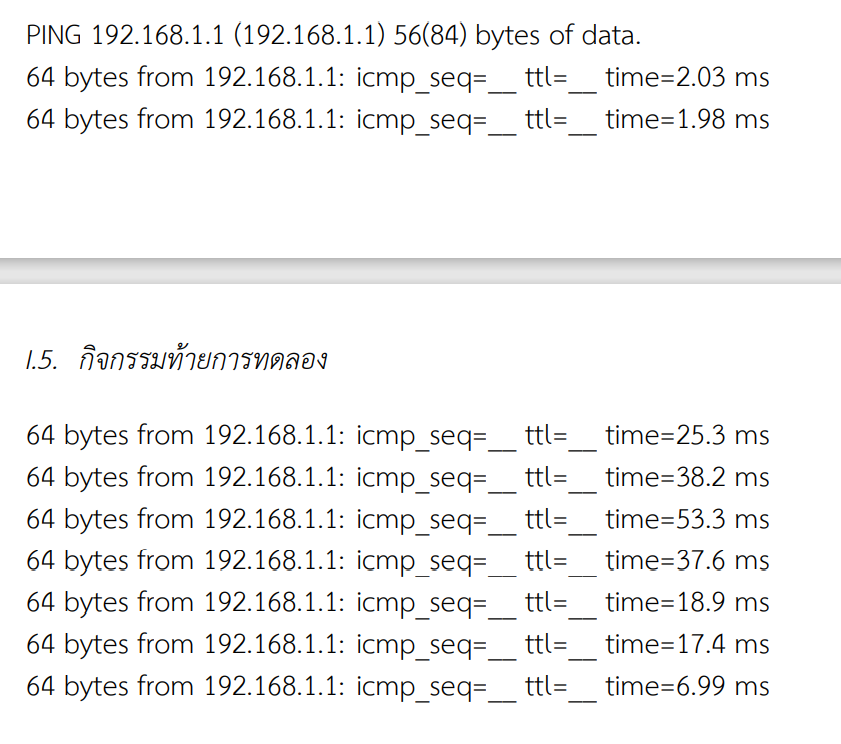 PING 192.168.1.1 (192.168.1.1) 56(84) bytes of data.
64 bytes from 192.168.1.1: icmp_seq=__ ttl=__ time=2.03 ms
64 bytes from 192.168.1.1: icmp_seq=__ ttl=__ time=1.98 ms
I.5. กิจกรรมท้ายการทดลอง
64 bytes from 192.168.1.1: icmp_seq=__ ttl=__ time=25.3 ms
64 bytes from 192.168.1.1: icmp_seq=__ ttl=__ time=38.2 ms
64 bytes from 192.168.1.1: icmp_seq=__ ttl=__ time=53.3 ms
64 bytes from 192.168.1.1: icmp_seq=__ ttl=__ time=37.6 ms
64 bytes from 192.168.1.1: icmp_seq=__ ttl=__ time=18.9 ms
64 bytes from 192.168.1.1: icmp_seq=__ ttl=__ time=17.4 ms
64 bytes from 192.168.1.1: icmp_seq=__ ttl=__ time=6.99 ms